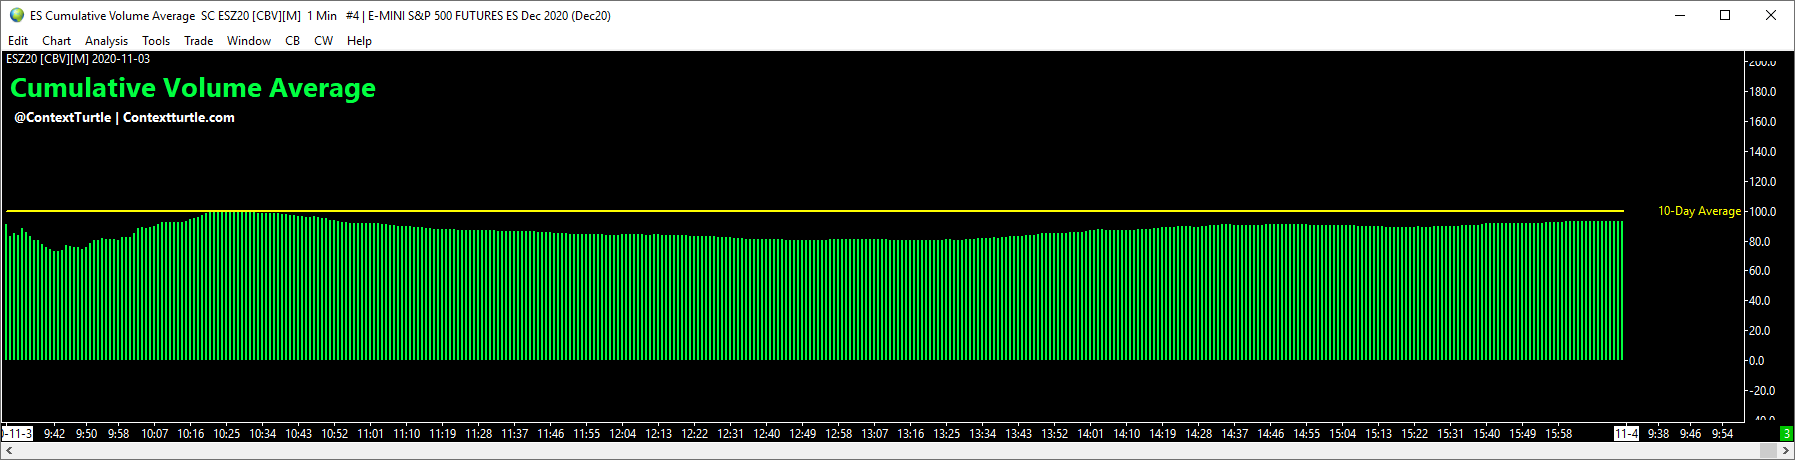 ES Cumulative Volume Average SC ESZ20 [CBV][M] 1 Min #4 | E-MINI S&P 500 FUTURES ES Dec 2020 (Dec20)
Edit Chart Analysis Tools Trade Window CB CW Help
ESZ20 [CBV][M] 2020-11-03
Cumulative Volume Average
@ContextTurtle | Contextturtle.com
200.0
180.0
160.0
140.0
120.0
10-Day Average 100.0
80.0
60.0
40.0
20.0
0.0
-20.0
-40.0
0-11-3 9:42 9:50 9:58 10:07 10:16 10:25 10:34 10:43 10:52 11:01 11:10 11:19 11:28 11:37 11:46 11:55 12:04 12:13 12:22 12:31 12:40 12:49 12:58 13:07 13:16 13:25 13:34 13:43 13:52 14:01 14:10 14:19 14:28 14:37 14:46 14:55 15:04 15:13 15:22 15:31 15:40 15:49 15:58 11-4 9:38 9:46 9:54 3